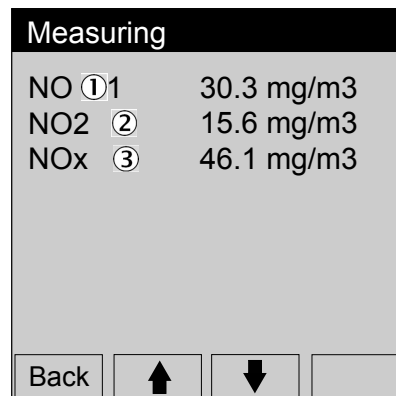 Measuring
NO ①1 30.3 mg/m3
NO2 ② 15.6 mg/m3
NOx ③ 46.1 mg/m3
Back